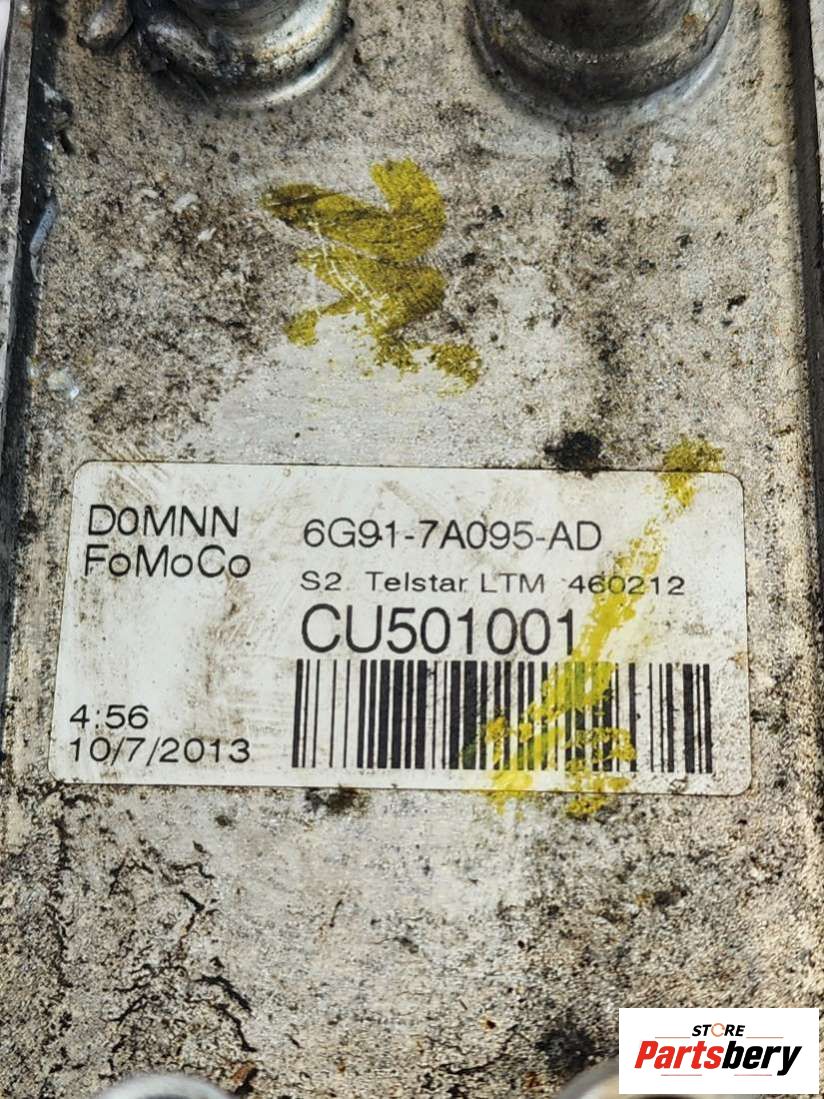 D0MNN
FoMoCo
6G91-7A095-AD
S2 Telstar LTM 460212
CU501001
4:56
10/7/2013
STORE
Partsbery